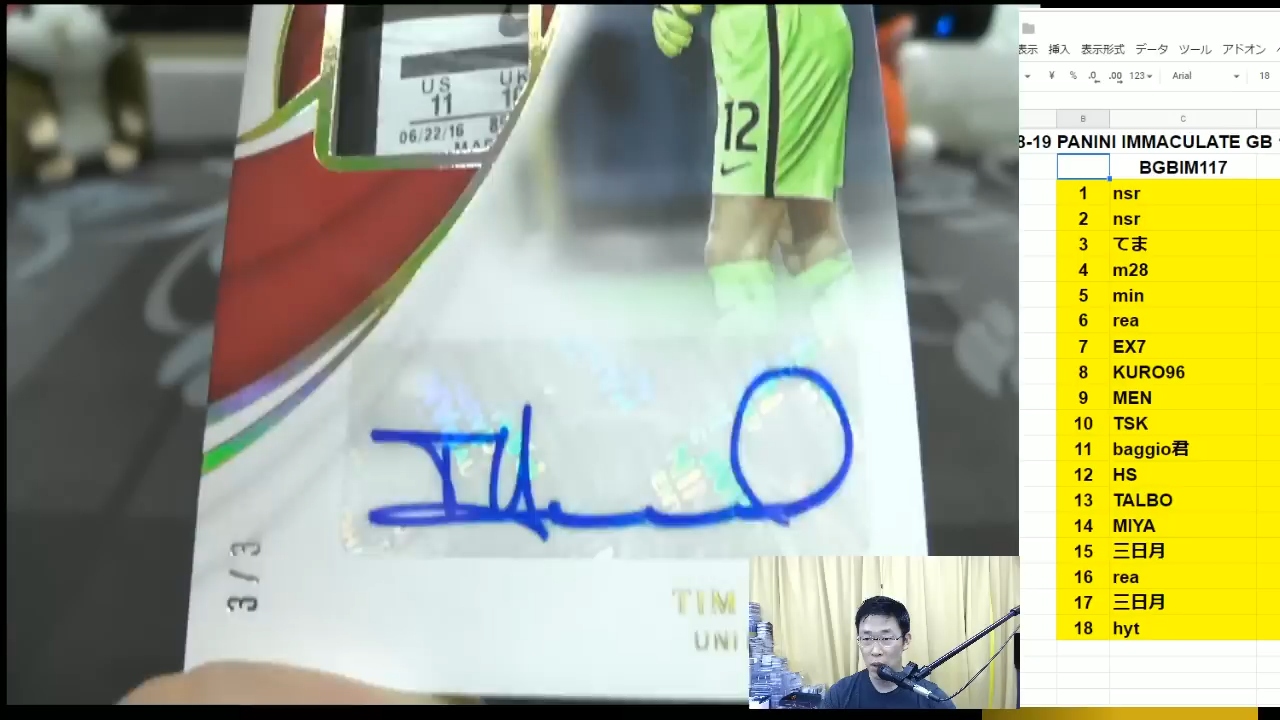 US UK
11
06/22/16
12
3/3
TIM
UNI
表示 挿入 表示形式 データ ツール アドオン
¥ % .0 .00 123 Arial 18
B C
8-19 PANINI IMMACULATE GB
BGBIM117
1 nsr
2 nsr
3 てま
4 m28
5 min
6 rea
7 EX7
8 KURO96
9 MEN
10 TSK
11 baggio君
12 HS
13 TALBO
14 MIYA
15 三日月
16 rea
17 三日月
18 hyt